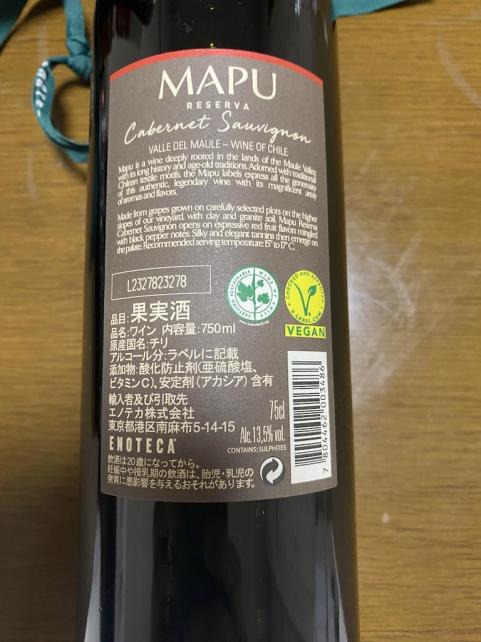 MAPU
RESERVA
Cabernet Sauvignon
VALLE DEL MAULE – WINE OF CHILE
Mapu is a wine deeply rooted in the lands of the Maule Valley,
with its long history and age-old traditions. Adorned with traditional
Chilean textile motifs, the Mapu labels express all the generosity
of this authentic, legendary wine with its magnificent array
of aromas and flavors.
Made from grapes grown on carefully selected plots on the higher
slopes of our vineyard, with clay and granite soil, Mapu Reserva
Cabernet Sauvignon opens on expressive red fruit flavors mingled
with black pepper notes. Silky and elegant tannins then emerge on
the palate. Recommended serving temperature: 15° to 17°C.
L2327823278
品目:果実酒
品名:ワイン 内容量:750ml
原産国名:チリ
アルコール分:ラベルに記載
添加物:酸化防止剤(亜硫酸塩、
ビタミンC)、安定剤(アカシア)含有
輸入者及び引取先
エノテカ株式会社
東京都港区南麻布5-14-15
ENOTECA
飲酒は20歳になってから。
妊娠中や授乳期の飲酒は、胎児・乳児の
発育に悪影響を与えるおそれがあります。
V-LABEL.COM
VEGAN
75cl
Alc.13,5% vol.
CONTAINS: SULPHITES
7 804462 003486